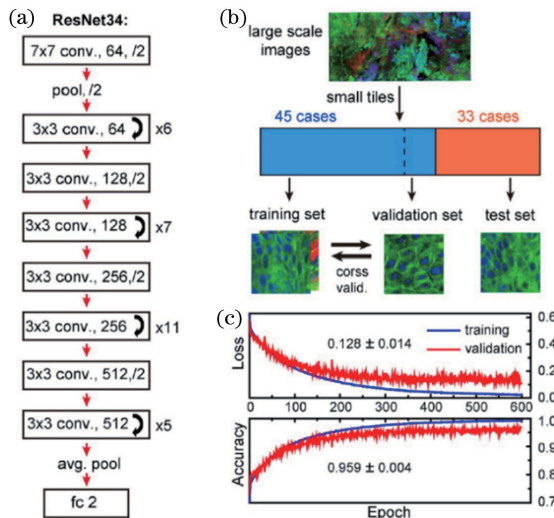 (a)
ResNet34:
7x7 conv., 64, /2
pool, /2
3x3 conv., 64 x6
3x3 conv., 128,/2
3x3 conv., 128 x7
3x3 conv., 256,/2
3x3 conv., 256 x11
3x3 conv., 512,/2
3x3 conv., 512 x5
avg. pool
fc 2
(b)
large scale
images
small tiles
45 cases 33 cases
training set validation set test set
corss
valid.
(c)
Loss
0.128 ± 0.014
training
validation
0.6
0.4
0.2
0.0
0 100 200 300 400 500 600
Accuracy
0.959 ± 0.004
1.0
0.9
0.8
0.7
Epoch